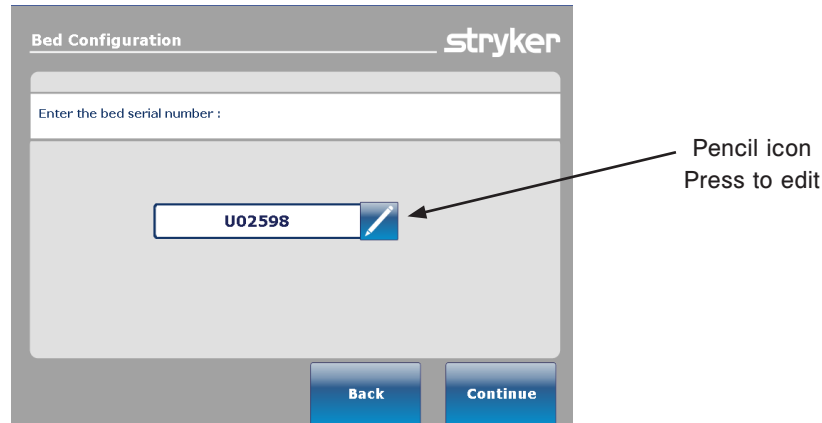 Bed Configuration
stryker
Enter the bed serial number :
Pencil icon
Press to edit
U02598
Back
Continue